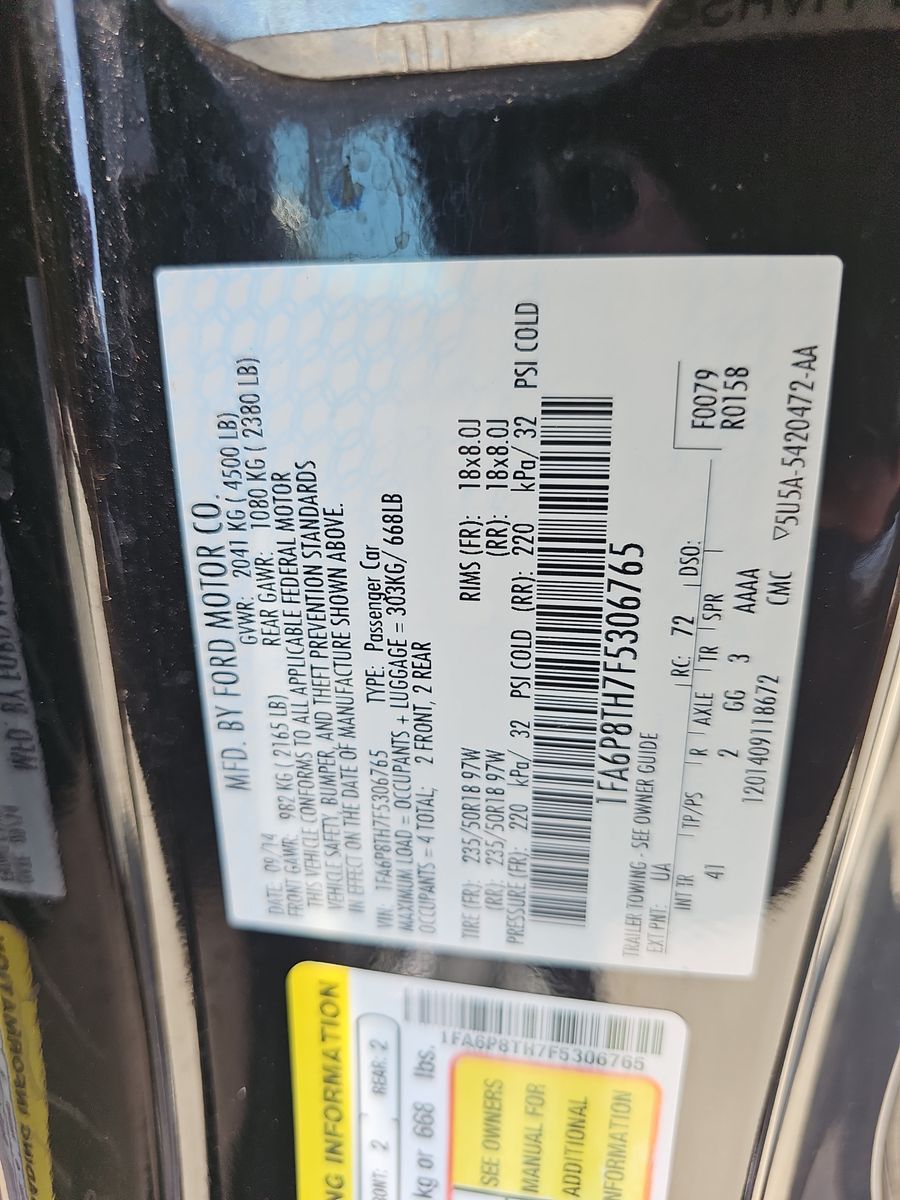 MFD. BY FORD MOTOR CO.
DATE: 09/14 GVWR: 2041 KG ( 4500 LB)
FRONT GAWR: 982 KG ( 2165 LB) REAR GAWR: 1080 KG ( 2380 LB)
THIS VEHICLE CONFORMS TO ALL APPLICABLE FEDERAL MOTOR
VEHICLE SAFETY, BUMPER, AND THEFT PREVENTION STANDARDS
IN EFFECT ON THE DATE OF MANUFACTURE SHOWN ABOVE.
VIN: 1FA6P8TH7F5306765 TYPE: Passenger Car
MAXIMUM LOAD = OCCUPANTS + LUGGAGE = 303KG/ 668LB
OCCUPANTS = 4 TOTAL; 2 FRONT, 2 REAR
TIRE (FR): 235/50R18 97W RIMS (FR): 18x8.0J
(RR): 235/50R18 97W (RR): 18x8.0J
PRESSURE (FR): 220 kPa/ 32 PSI COLD (RR): 220 kPa/ 32 PSI COLD
1FA6P8TH7F5306765
TRAILER TOWING - SEE OWNER GUIDE
EXT PNT: UA RC: 72 DSO: F0079
INT TR TP/PS R AXLE TR SPR R0158
41 2 GG 3 AAAA
1201409118672 CMC ▽5U5A-5420472-AA
NG INFORMATION
RONT: 2 REAR: 2
kg or 668 lbs.
1FA6P8TH7F5306765
SEE OWNERS
MANUAL FOR
ADDITIONAL
NFORMATION